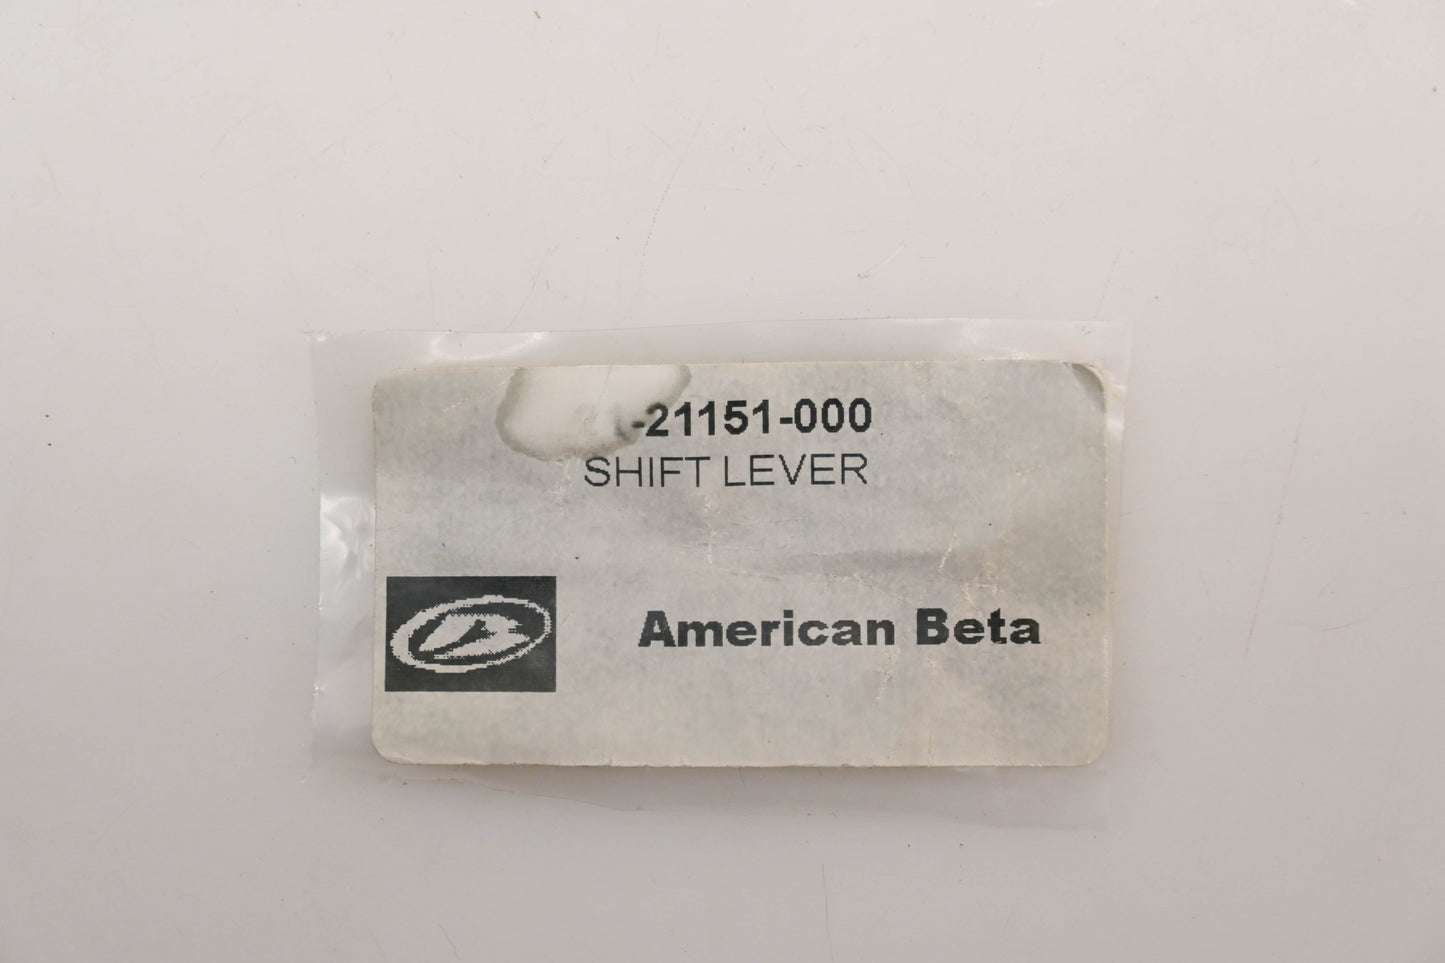 -21151-000
SHIFT LEVER
American Beta